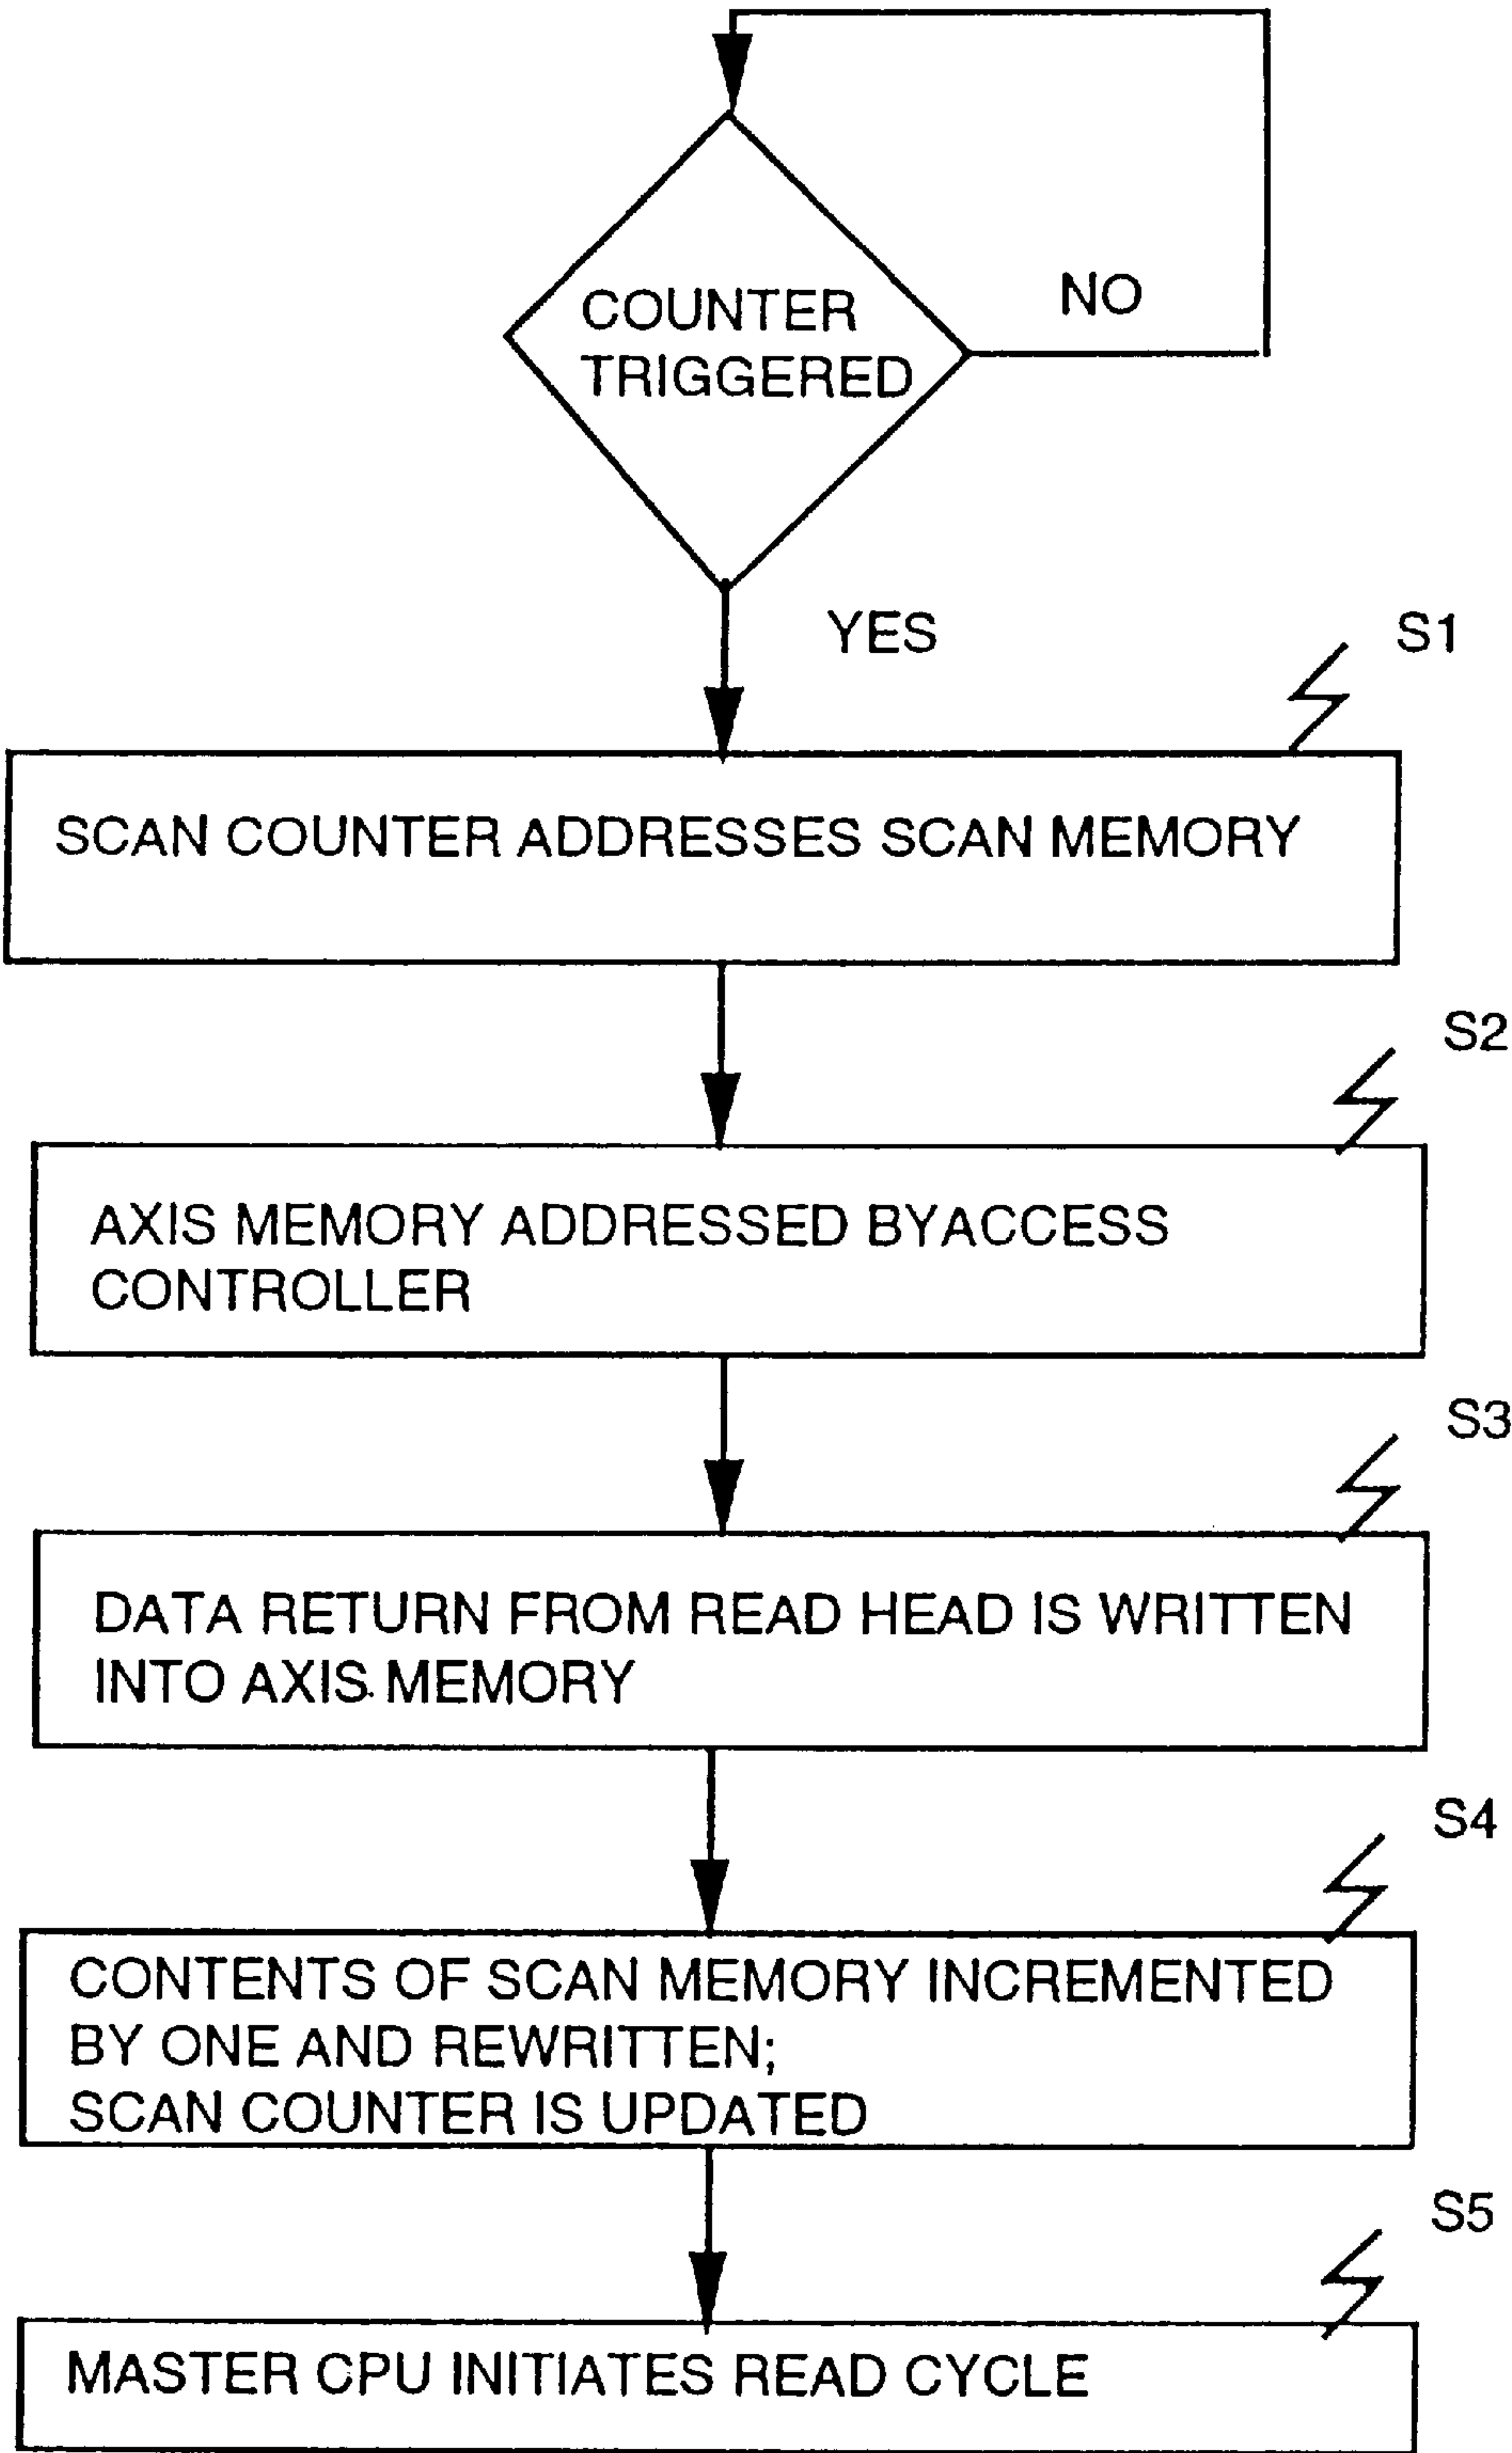 COUNTER
TRIGGERED
NO
YES
S1
SCAN COUNTER ADDRESSES SCAN MEMORY
S2
AXIS MEMORY ADDRESSED BYACCESS
CONTROLLER
S3
DATA RETURN FROM READ HEAD IS WRITTEN
INTO AXIS MEMORY
S4
CONTENTS OF SCAN MEMORY INCREMENTED
BY ONE AND REWRITTEN;
SCAN COUNTER IS UPDATED
S5
MASTER CPU INITIATES READ CYCLE